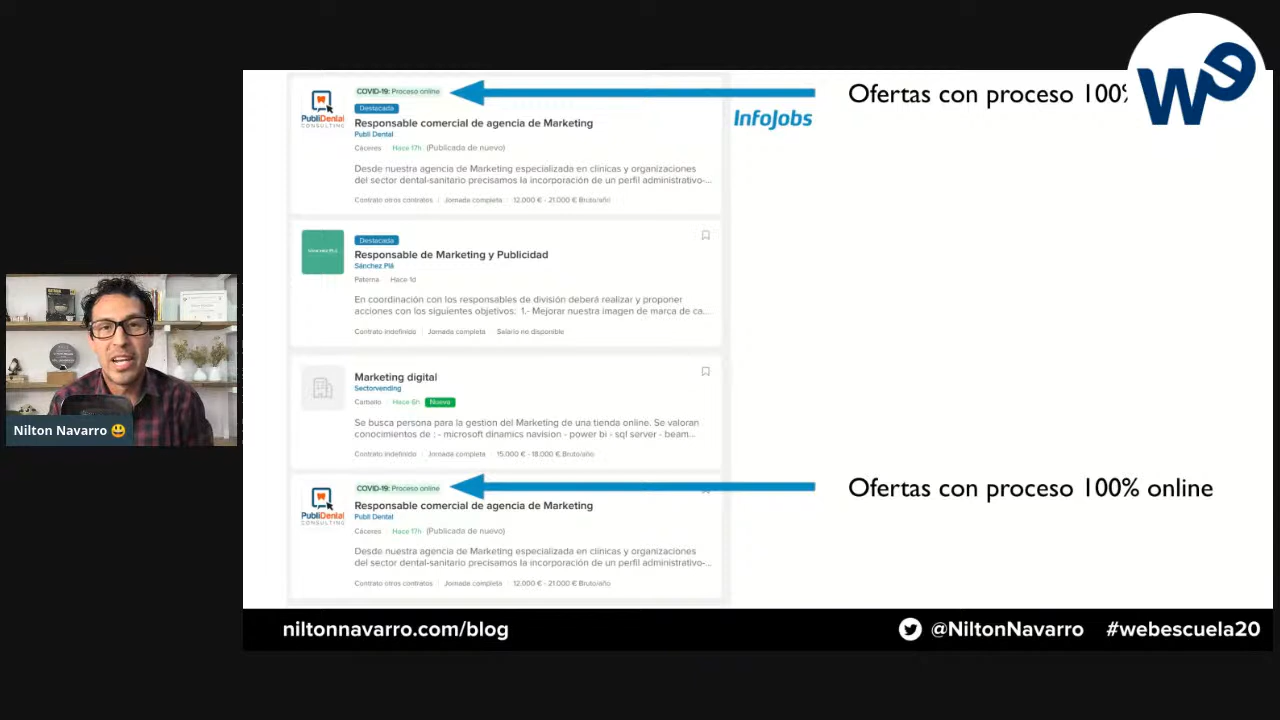 COVID-19: Proceso online
Ofertas con proceso 100%
We
PubliDental
CONSULTING
Destacada
InfoJobs
Responsable comercial de agencia de Marketing
Publi Dental
Cáceres Hace 17h (Publicada de nuevo)
Desde nuestra agencia de Marketing especializada en clínicas y organizaciones
del sector dental-sanitario precisamos la incorporación de un perfil administrativo-...
Contrato otros contratos Jornada completa 12.000 € - 21.000 € Bruto/año
Destacada
Responsable de Marketing y Publicidad
Sánchez Plá
Paterna Hace 1d
En coordinación con los responsables de división deberá realizar y proponer
acciones con los siguientes objetivos: 1.- Mejorar nuestra imagen de marca de ca...
Contrato indefinido Jornada completa Salario no disponible
Marketing digital
Sectorvending
Carballo Hace 6h Nueva
Se busca persona para la gestion del Marketing de una tienda online. Se valoran
conocimientos de : - microsoft dinamics navision - power bi - sql server - beam...
Contrato indefinido Jornada completa 15.000 € - 18.000 € Bruto/año
COVID-19: Proceso online
Ofertas con proceso 100% online
PubliDental
CONSULTING
Responsable comercial de agencia de Marketing
Publi Dental
Cáceres Hace 17h (Publicada de nuevo)
Desde nuestra agencia de Marketing especializada en clínicas y organizaciones
del sector dental-sanitario precisamos la incorporación de un perfil administrativo-...
Contrato otros contratos Jornada completa 12.000 € - 21.000 € Bruto/año
Nilton Navarro 😃
niltonnavarro.com/blog
@NiltonNavarro #webescuela20